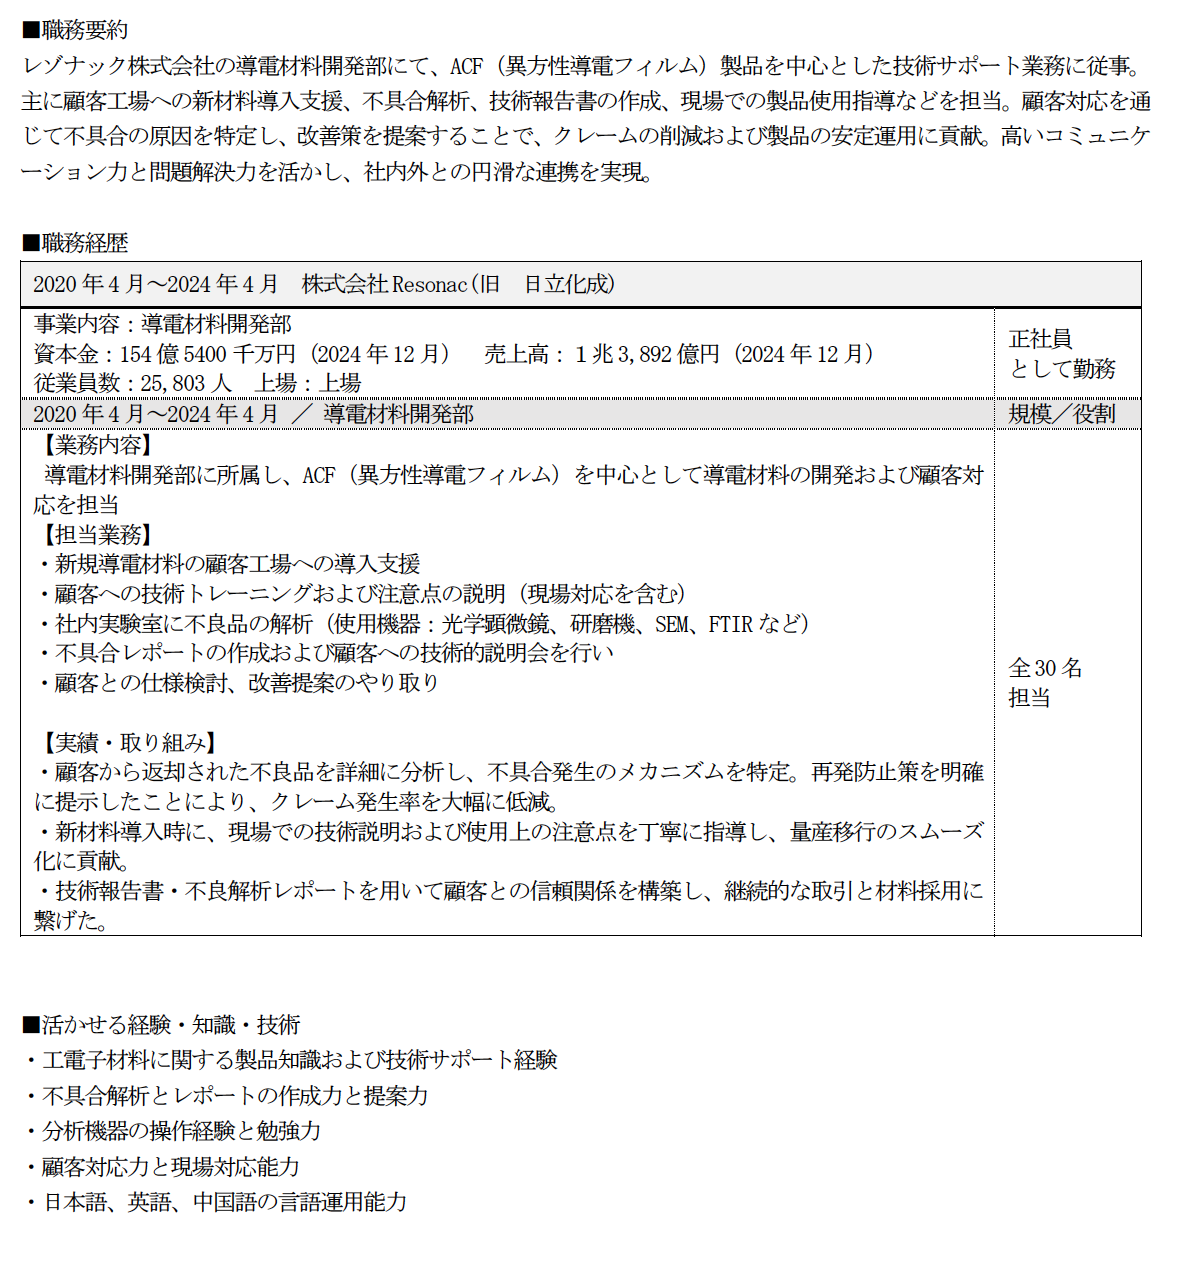 ■職務要約
レゾナック株式会社の導電材料開発部にて、ACF（異方性導電フィルム）製品を中心とした技術サポート業務に従事。
主に顧客工場への新材料導入支援、不具合解析、技術報告書の作成、現場での製品使用指導などを担当。顧客対応を通
じて不具合の原因を特定し、改善策を提案することで、クレームの削減および製品の安定運用に貢献。高いコミュニケ
ーション力と問題解決力を活かし、社内外との円滑な連携を実現。
■職務経歴
2020 年 4 月～2024 年 4 月　株式会社 Resonac(旧　日立化成)
事業内容：導電材料開発部
資本金：154 億 5400 千万円（2024 年 12 月）　売上高：１兆 3,892 億円（2024 年 12 月）
従業員数：25,803 人　上場：上場
正社員
として勤務
2020 年 4 月～2024 年 4 月 ／ 導電材料開発部
規模／役割
【業務内容】
導電材料開発部に所属し、ACF（異方性導電フィルム）を中心として導電材料の開発および顧客対
応を担当
【担当業務】
・新規導電材料の顧客工場への導入支援
・顧客への技術トレーニングおよび注意点の説明（現場対応を含む）
・社内実験室に不良品の解析（使用機器：光学顕微鏡、研磨機、SEM、FTIR など）
・不具合レポートの作成および顧客への技術的説明会を行い
・顧客との仕様検討、改善提案のやり取り
【実績・取り組み】
・顧客から返却された不良品を詳細に分析し、不具合発生のメカニズムを特定。再発防止策を明確
に提示したことにより、クレーム発生率を大幅に低減。
・新材料導入時に、現場での技術説明および使用上の注意点を丁寧に指導し、量産移行のスムーズ
化に貢献。
・技術報告書・不良解析レポートを用いて顧客との信頼関係を構築し、継続的な取引と材料採用に
繋げた。
全 30 名
担当
■活かせる経験・知識・技術
・工電子材料に関する製品知識および技術サポート経験
・不具合解析とレポートの作成力と提案力
・分析機器の操作経験と勉強力
・顧客対応力と現場対応能力
・日本語、英語、中国語の言語運用能力